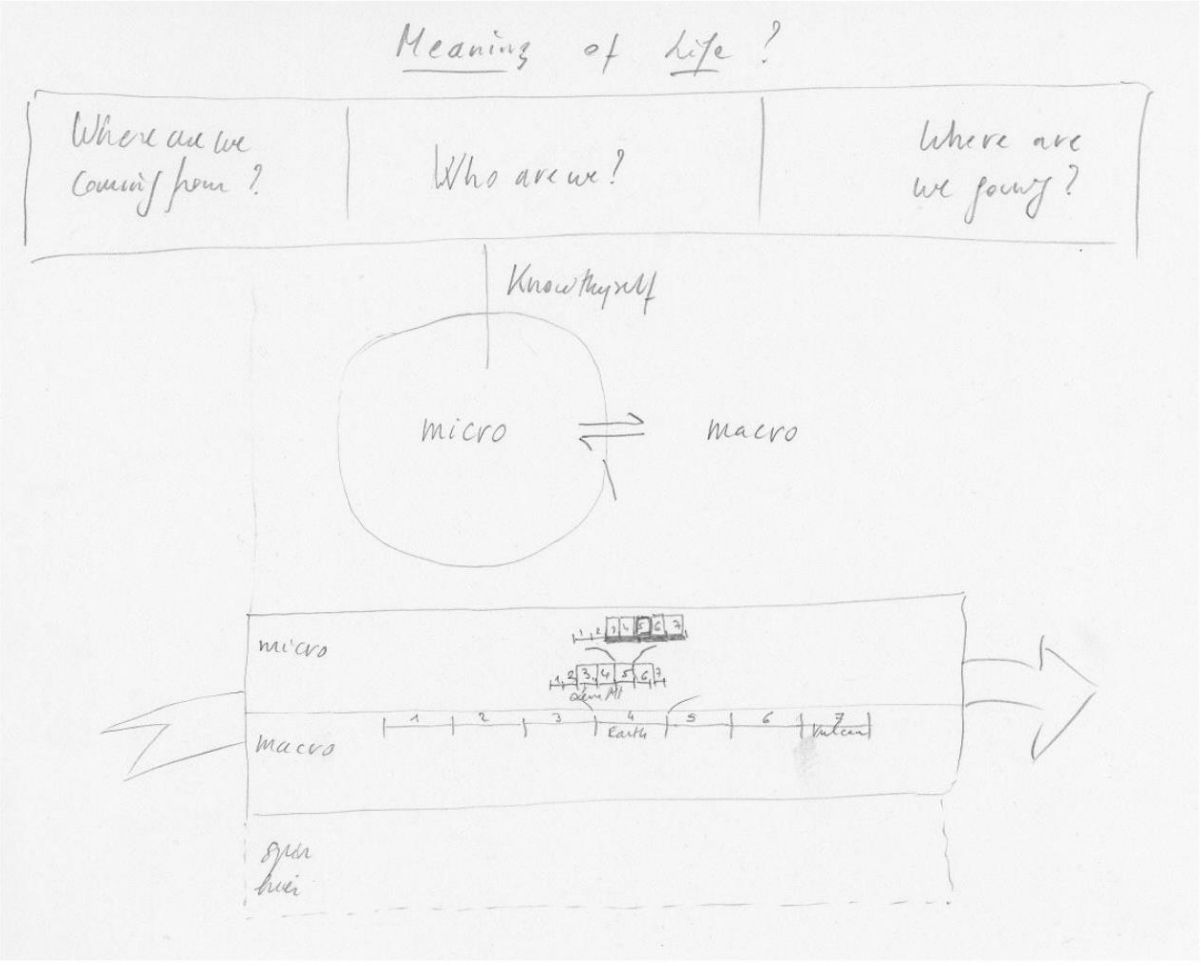 Meaning of Life ?
Where are we
coming from ?
Who are we ?
Where are
we going ?
Know thyself
micro
macro
micro
1 2 3 4 5 6 7
1 2 3 4 5 6 7
macro
1 2 3 4 5 6 7
Earth
Vulcan